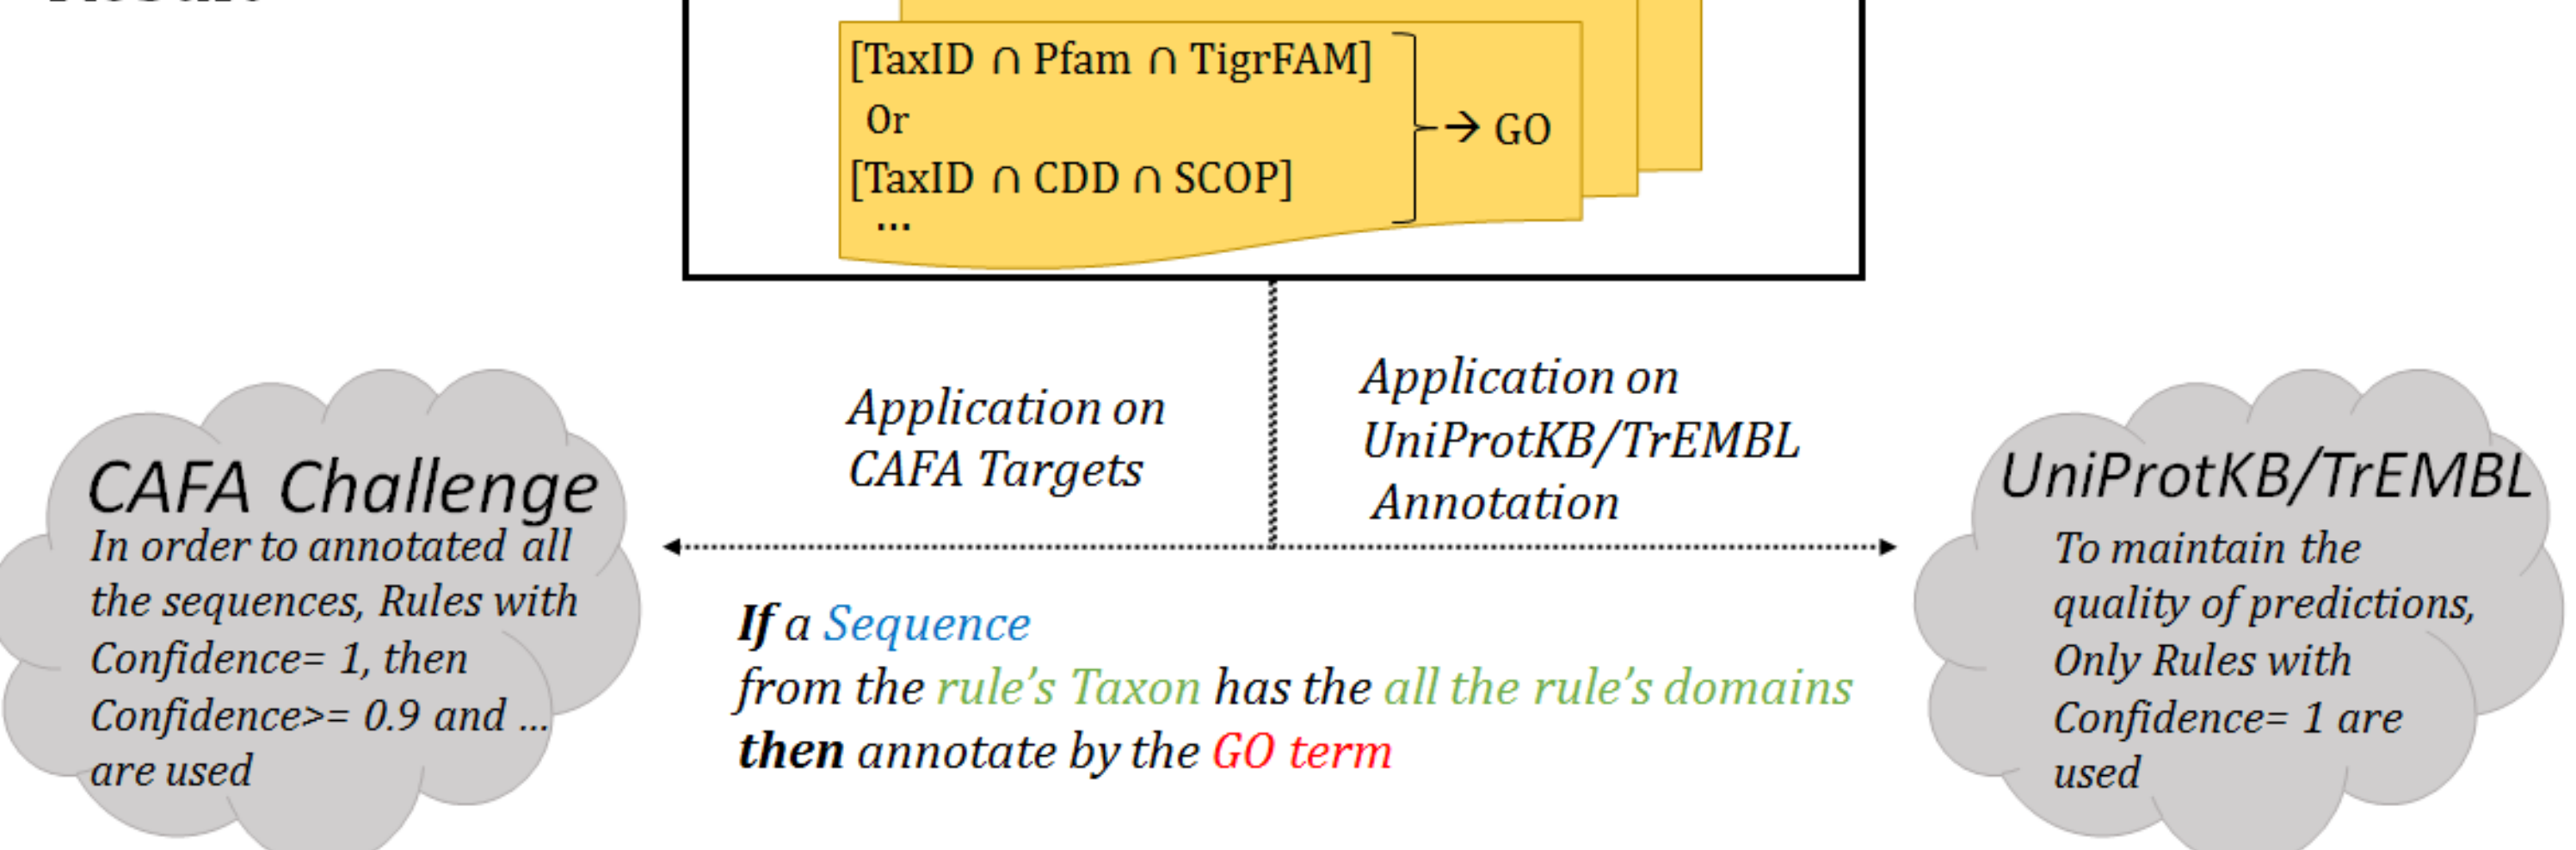 [TaxID ∩ Pfam ∩ TigrFAM]
Or
→ GO
[TaxID ∩ CDD ∩ SCOP]
...
Application on
CAFA Targets
Application on
UniProtKB/TrEMBL
Annotation
CAFA Challenge
In order to annotated all
the sequences, Rules with
Confidence= 1, then
Confidence>= 0.9 and ...
are used
If a Sequence
from the rule's Taxon has the all the rule's domains
then annotate by the GO term
UniProtKB/TrEMBL
To maintain the
quality of predictions,
Only Rules with
Confidence= 1 are
used